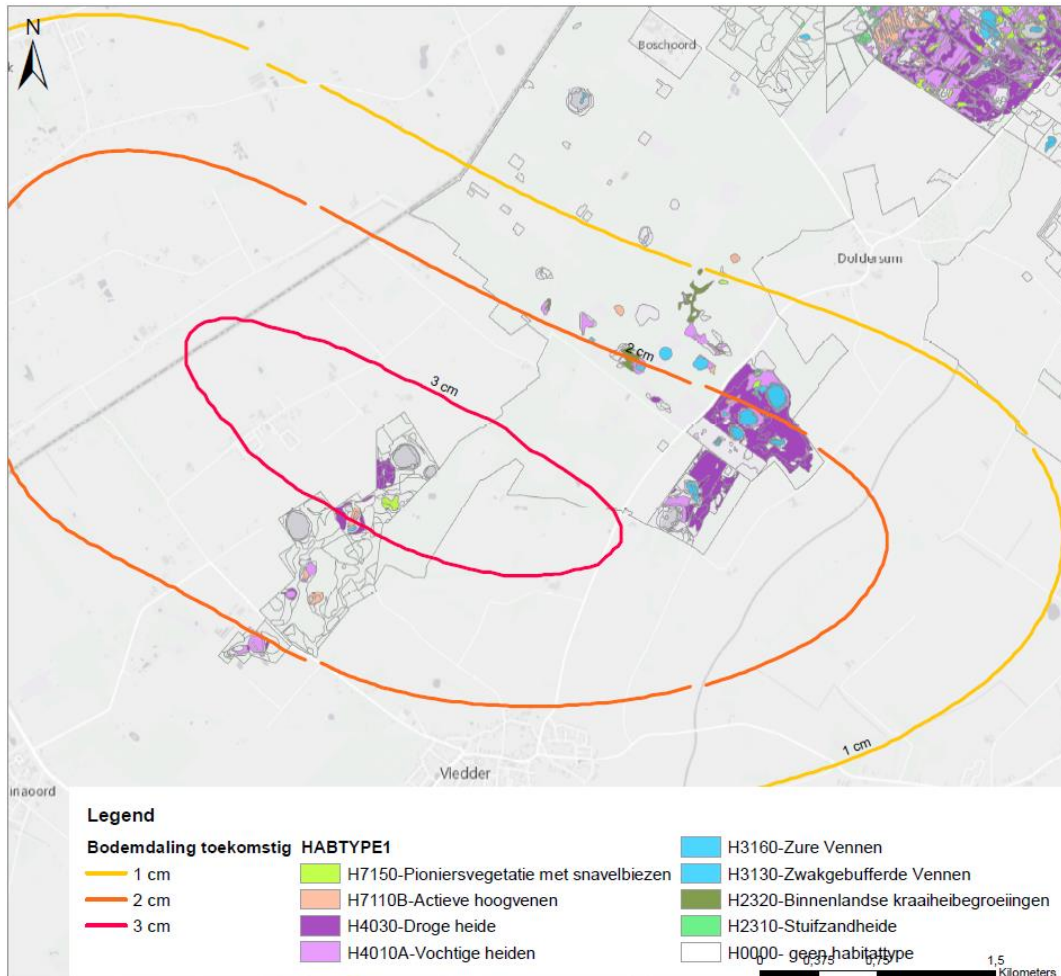 N
Boschoord
k
Doldersum
2 cm
3 cm
1 cm
Vledder
inaoord
Legend
Bodemdaling toekomstig HABTYPE1
1 cm
2 cm
3 cm
H7150-Pioniersvegetatie met snavelbiezen
H7110B-Actieve hoogvenen
H4030-Droge heide
H4010A-Vochtige heiden
H3160-Zure Vennen
H3130-Zwakgebufferde Vennen
H2320-Binnenlandse kraaiheibegroeiingen
H2310-Stuifzandheide
H0000- geen habitattype
0 0,375 0,75 1,5
Kilometers